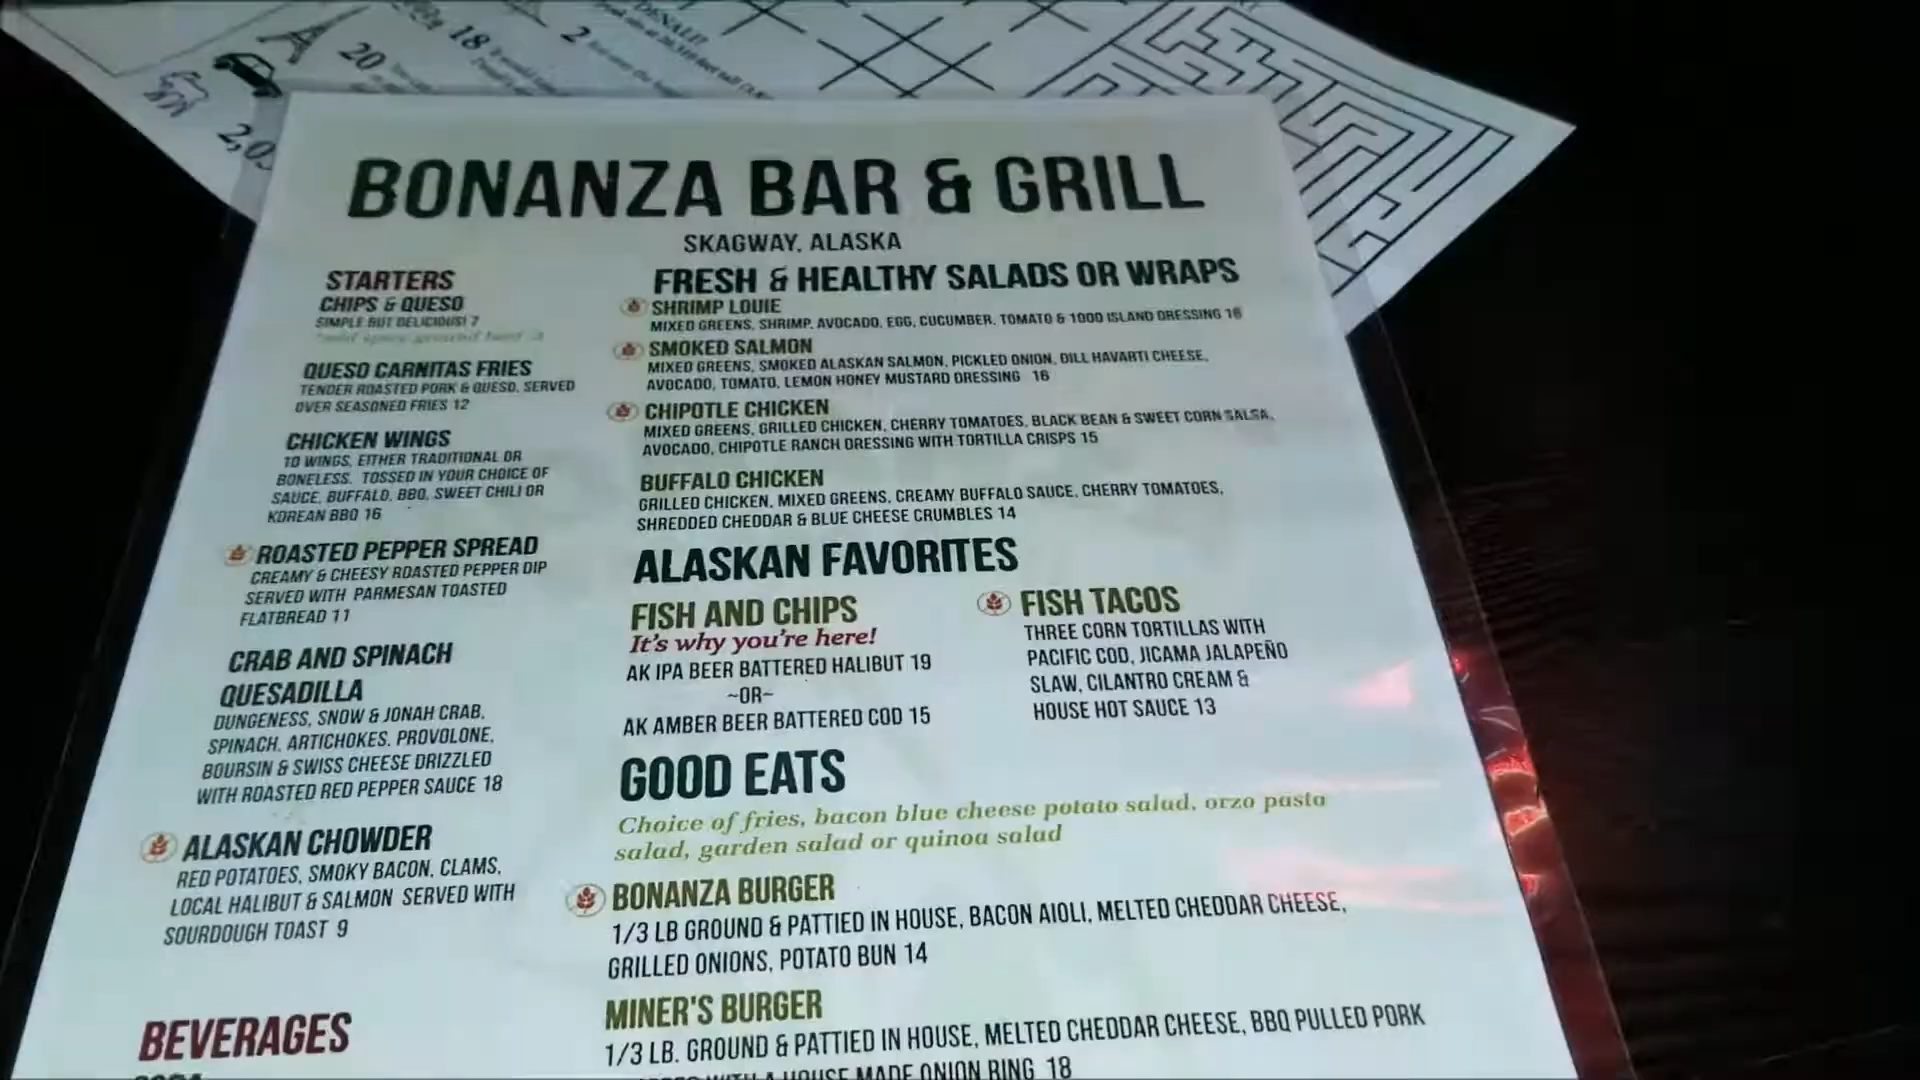 20
18
2
DENALI
2,0
BONANZA BAR & GRILL
SKAGWAY, ALASKA
STARTERS
CHIPS & QUESO
SIMPLE BUT DELICIOUS! 7
QUESO CARNITAS FRIES
TENDER ROASTED PORK & QUESO, SERVED
OVER SEASONED FRIES 12
CHICKEN WINGS
10 WINGS, EITHER TRADITIONAL OR
BONELESS. TOSSED IN YOUR CHOICE OF
SAUCE, BUFFALO, BBQ, SWEET CHILI OR
KOREAN BBQ 16
ROASTED PEPPER SPREAD
CREAMY & CHEESY ROASTED PEPPER DIP
SERVED WITH PARMESAN TOASTED
FLATBREAD 11
CRAB AND SPINACH
QUESADILLA
DUNGENESS, SNOW & JONAH CRAB,
SPINACH, ARTICHOKES, PROVOLONE,
BOURSIN & SWISS CHEESE DRIZZLED
WITH ROASTED RED PEPPER SAUCE 18
ALASKAN CHOWDER
RED POTATOES, SMOKY BACON, CLAMS,
LOCAL HALIBUT & SALMON SERVED WITH
SOURDOUGH TOAST 9
BEVERAGES
FRESH & HEALTHY SALADS OR WRAPS
SHRIMP LOUIE
MIXED GREENS, SHRIMP, AVOCADO, EGG, CUCUMBER, TOMATO & 1000 ISLAND DRESSING 16
SMOKED SALMON
MIXED GREENS, SMOKED ALASKAN SALMON, PICKLED ONION, DILL HAVARTI CHEESE,
AVOCADO, TOMATO, LEMON HONEY MUSTARD DRESSING 16
CHIPOTLE CHICKEN
MIXED GREENS, GRILLED CHICKEN, CHERRY TOMATOES, BLACK BEAN & SWEET CORN SALSA,
AVOCADO, CHIPOTLE RANCH DRESSING WITH TORTILLA CRISPS 15
BUFFALO CHICKEN
GRILLED CHICKEN, MIXED GREENS, CREAMY BUFFALO SAUCE, CHERRY TOMATOES,
SHREDDED CHEDDAR & BLUE CHEESE CRUMBLES 14
ALASKAN FAVORITES
FISH AND CHIPS
It's why you're here!
AK IPA BEER BATTERED HALIBUT 19
~OR~
AK AMBER BEER BATTERED COD 15
FISH TACOS
THREE CORN TORTILLAS WITH
PACIFIC COD, JICAMA JALAPEÑO
SLAW, CILANTRO CREAM &
HOUSE HOT SAUCE 13
GOOD EATS
Choice of fries, bacon blue cheese potato salad, orzo pasta
salad, garden salad or quinoa salad
BONANZA BURGER
1/3 LB GROUND & PATTIED IN HOUSE, BACON AIOLI, MELTED CHEDDAR CHEESE,
GRILLED ONIONS, POTATO BUN 14
MINER'S BURGER
1/3 LB. GROUND & PATTIED IN HOUSE, MELTED CHEDDAR CHEESE, BBQ PULLED PORK
WITH A HOUSE MADE ONION RING 18